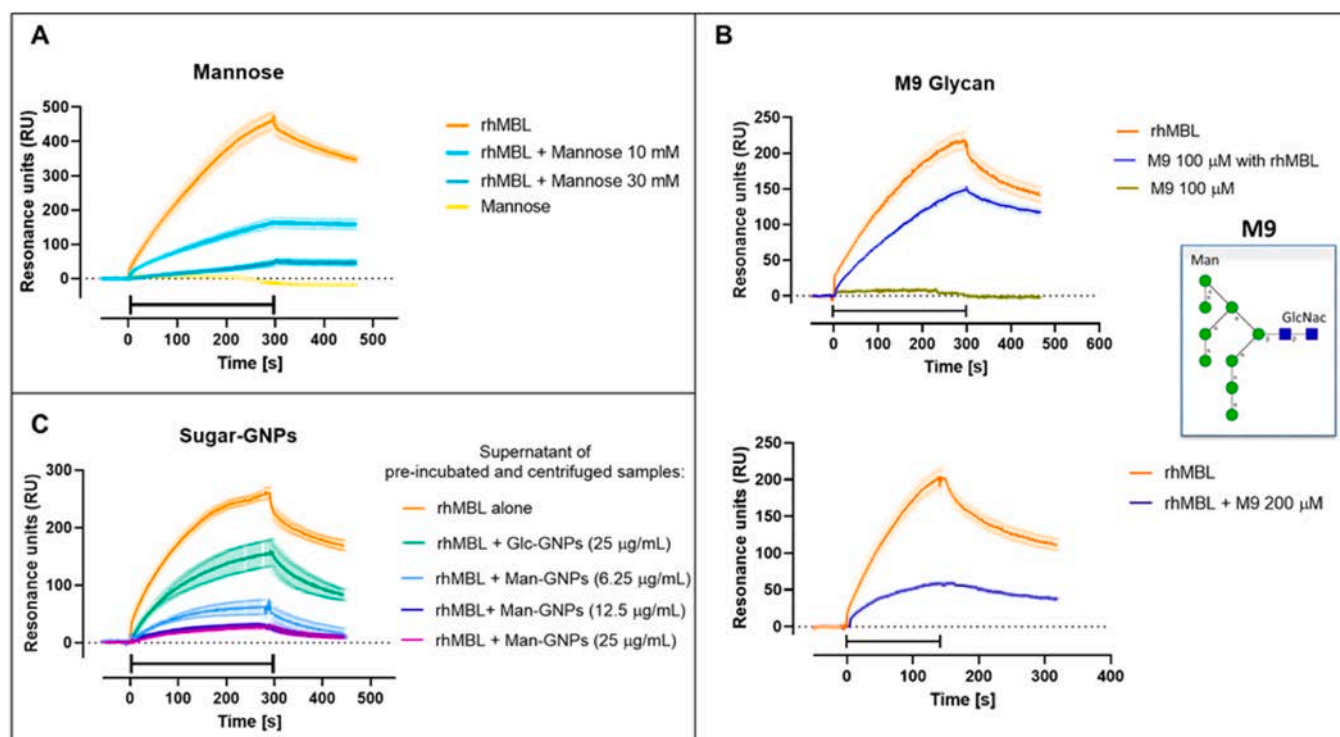 A
Mannose
Resonance units (RU)
500
400
300
200
100
0
0 100 200 300 400 500
Time [s]
rhMBL
rhMBL + Mannose 10 mM
rhMBL + Mannose 30 mM
Mannose
B
M9 Glycan
Resonance units (RU)
250
200
150
100
50
0
0 100 200 300 400 500 600
Time [s]
rhMBL
M9 100 μM with rhMBL
M9 100 μM
M9
Man
GlcNac
C
Sugar-GNPs
Resonance units (RU)
300
200
100
0
0 100 200 300 400 500
Time [s]
Supernatant of
pre-incubated and centrifuged samples:
rhMBL alone
rhMBL + Glc-GNPs (25 μg/mL)
rhMBL + Man-GNPs (6.25 μg/mL)
rhMBL+ Man-GNPs (12.5 μg/mL)
rhMBL + Man-GNPs (25 μg/mL)
Resonance units (RU)
250
200
150
100
50
0
0 100 200 300 400
Time [s]
rhMBL
rhMBL + M9 200 μM